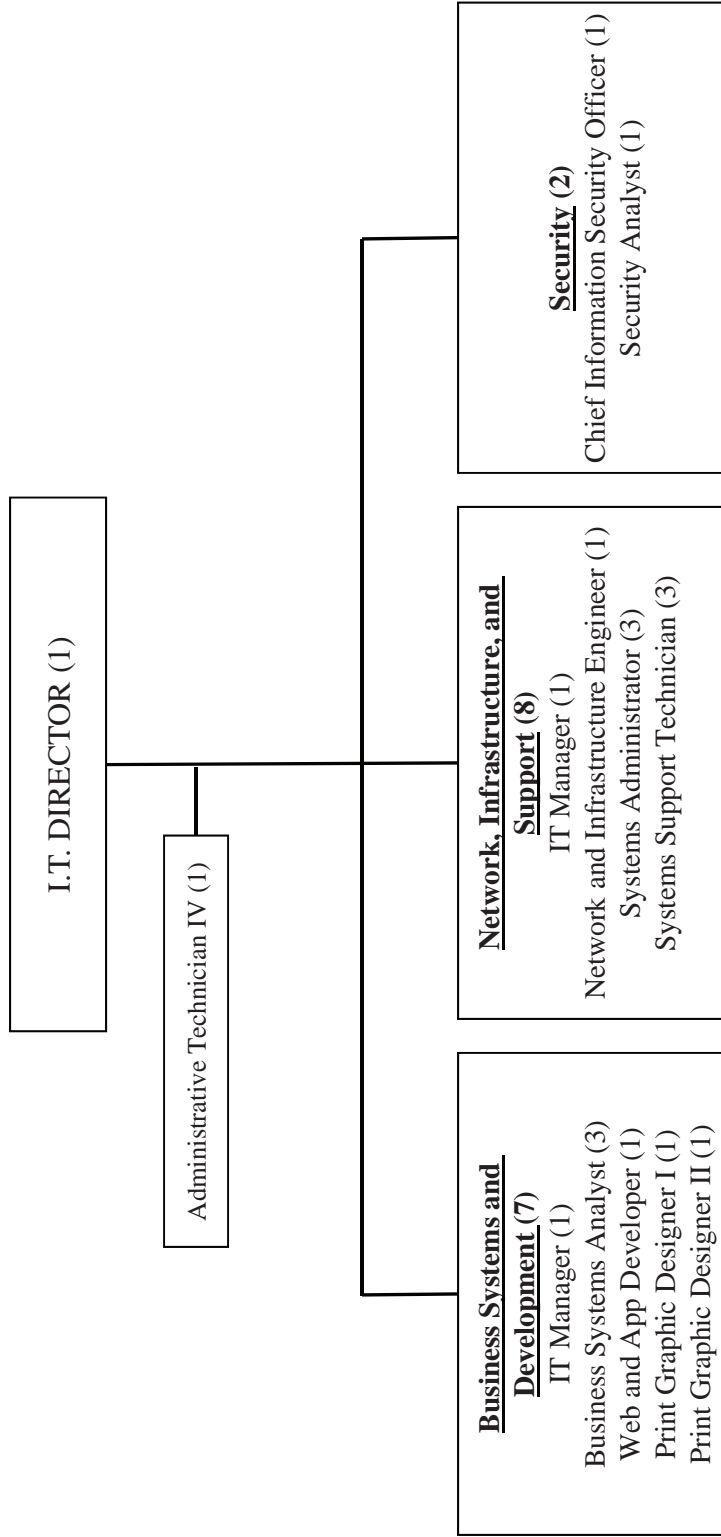 I.T. DIRECTOR (1)
Administrative Technician IV (1)
Business Systems and
Development (7)
IT Manager (1)
Business Systems Analyst (3)
Web and App Developer (1)
Print Graphic Designer I (1)
Print Graphic Designer II (1)
Network, Infrastructure, and
Support (8)
IT Manager (1)
Network and Infrastructure Engineer (1)
Systems Administrator (3)
Systems Support Technician (3)
Security (2)
Chief Information Security Officer (1)
Security Analyst (1)